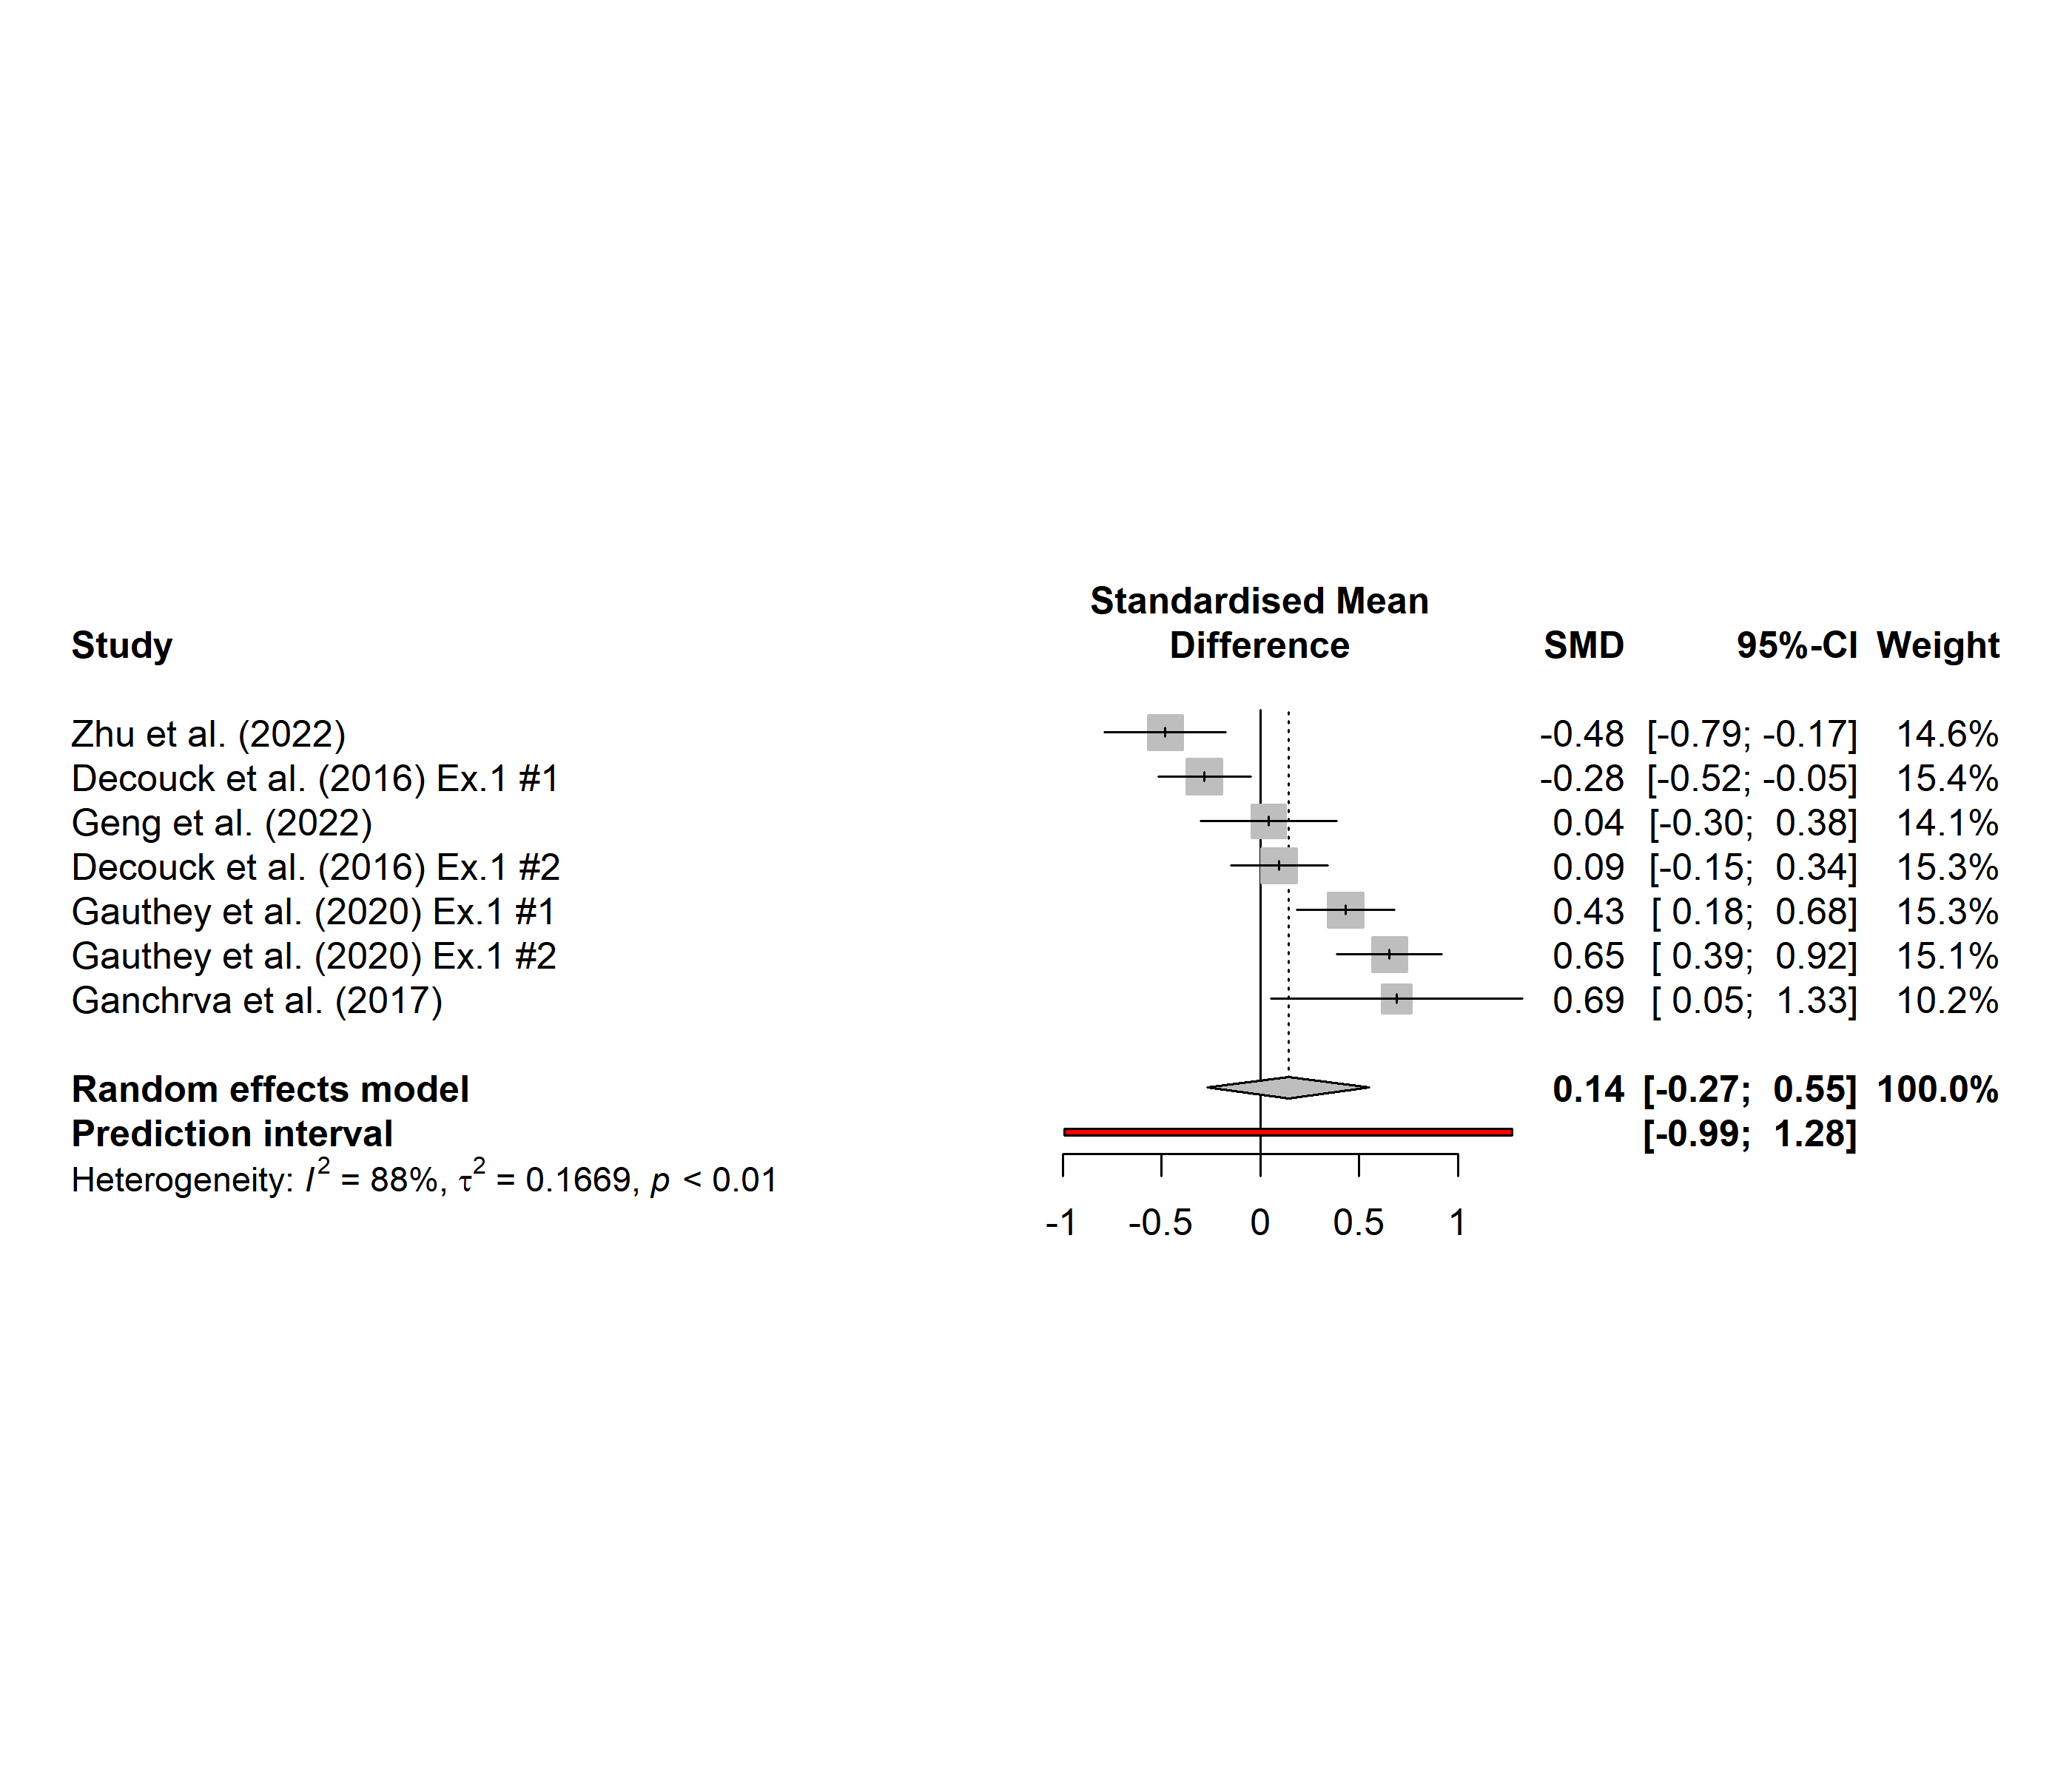 Standardised Mean
Study Difference SMD 95%-CI Weight
Zhu et al. (2022) -0.48 [-0.79; -0.17] 14.6%
Decouck et al. (2016) Ex.1 #1 -0.28 [-0.52; -0.05] 15.4%
Geng et al. (2022) 0.04 [-0.30; 0.38] 14.1%
Decouck et al. (2016) Ex.1 #2 0.09 [-0.15; 0.34] 15.3%
Gauthey et al. (2020) Ex.1 #1 0.43 [ 0.18; 0.68] 15.3%
Gauthey et al. (2020) Ex.1 #2 0.65 [ 0.39; 0.92] 15.1%
Ganchrva et al. (2017) 0.69 [ 0.05; 1.33] 10.2%
Random effects model 0.14 [-0.27; 0.55] 100.0%
Prediction interval [-0.99; 1.28]
Heterogeneity: I² = 88%, τ² = 0.1669, p < 0.01
-1 -0.5 0 0.5 1